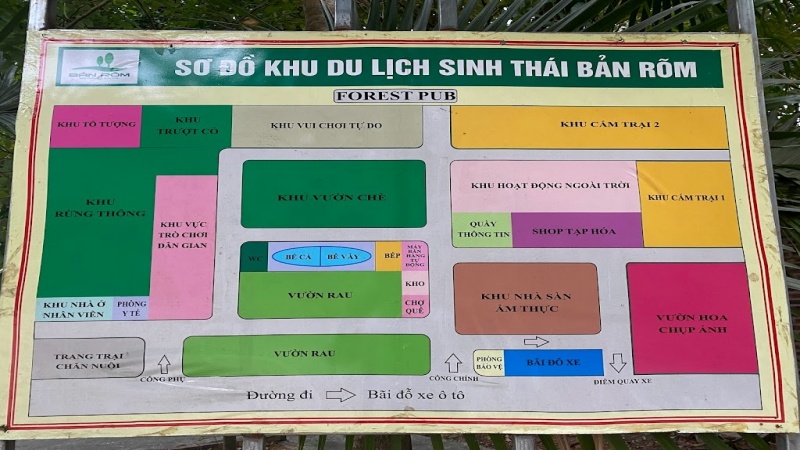 BẢN RÕM
SƠ ĐỒ KHU DU LỊCH SINH THÁI BẢN RÕM
FOREST PUB
KHU TÔ TƯỢNG
KHU
TRƯỢT CỎ
KHU VUI CHƠI TỰ DO
KHU CẮM TRẠI 2
KHU
RỪNG THÔNG
KHU VỰC
TRÒ CHƠI
DÂN GIAN
KHU VƯỜN CHÈ
KHU HOẠT ĐỘNG NGOÀI TRỜI
KHU CẮM TRẠI 1
QUẦY
THÔNG TIN
SHOP TẠP HÓA
WC
BỂ CÁ
BỂ VẦY
BẾP
MÁY
BÁN
HÀNG TỰ
ĐỘNG
KHO
CHỢ
QUÊ
VƯỜN RAU
KHU NHÀ SÀN
ẨM THỰC
VƯỜN HOA
CHỤP ẢNH
KHU NHÀ Ở
NHÂN VIÊN
PHÒNG
Y TẾ
TRANG TRẠI
CHĂN NUÔI
CỔNG PHỤ
VƯỜN RAU
CỔNG CHÍNH
PHÒNG
BẢO VỆ
BÃI ĐỖ XE
ĐIỂM QUAY XE
Đường đi
Bãi đỗ xe ô tô